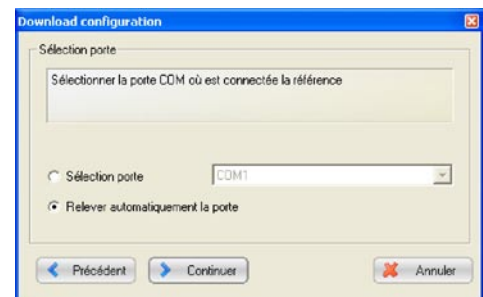 Download configuration
Sélection porte
Sélectionner la porte COM où est connectée la référence
Sélection porte
COM1
Relever automatiquement la porte
Précédent
Continuer
Annuler